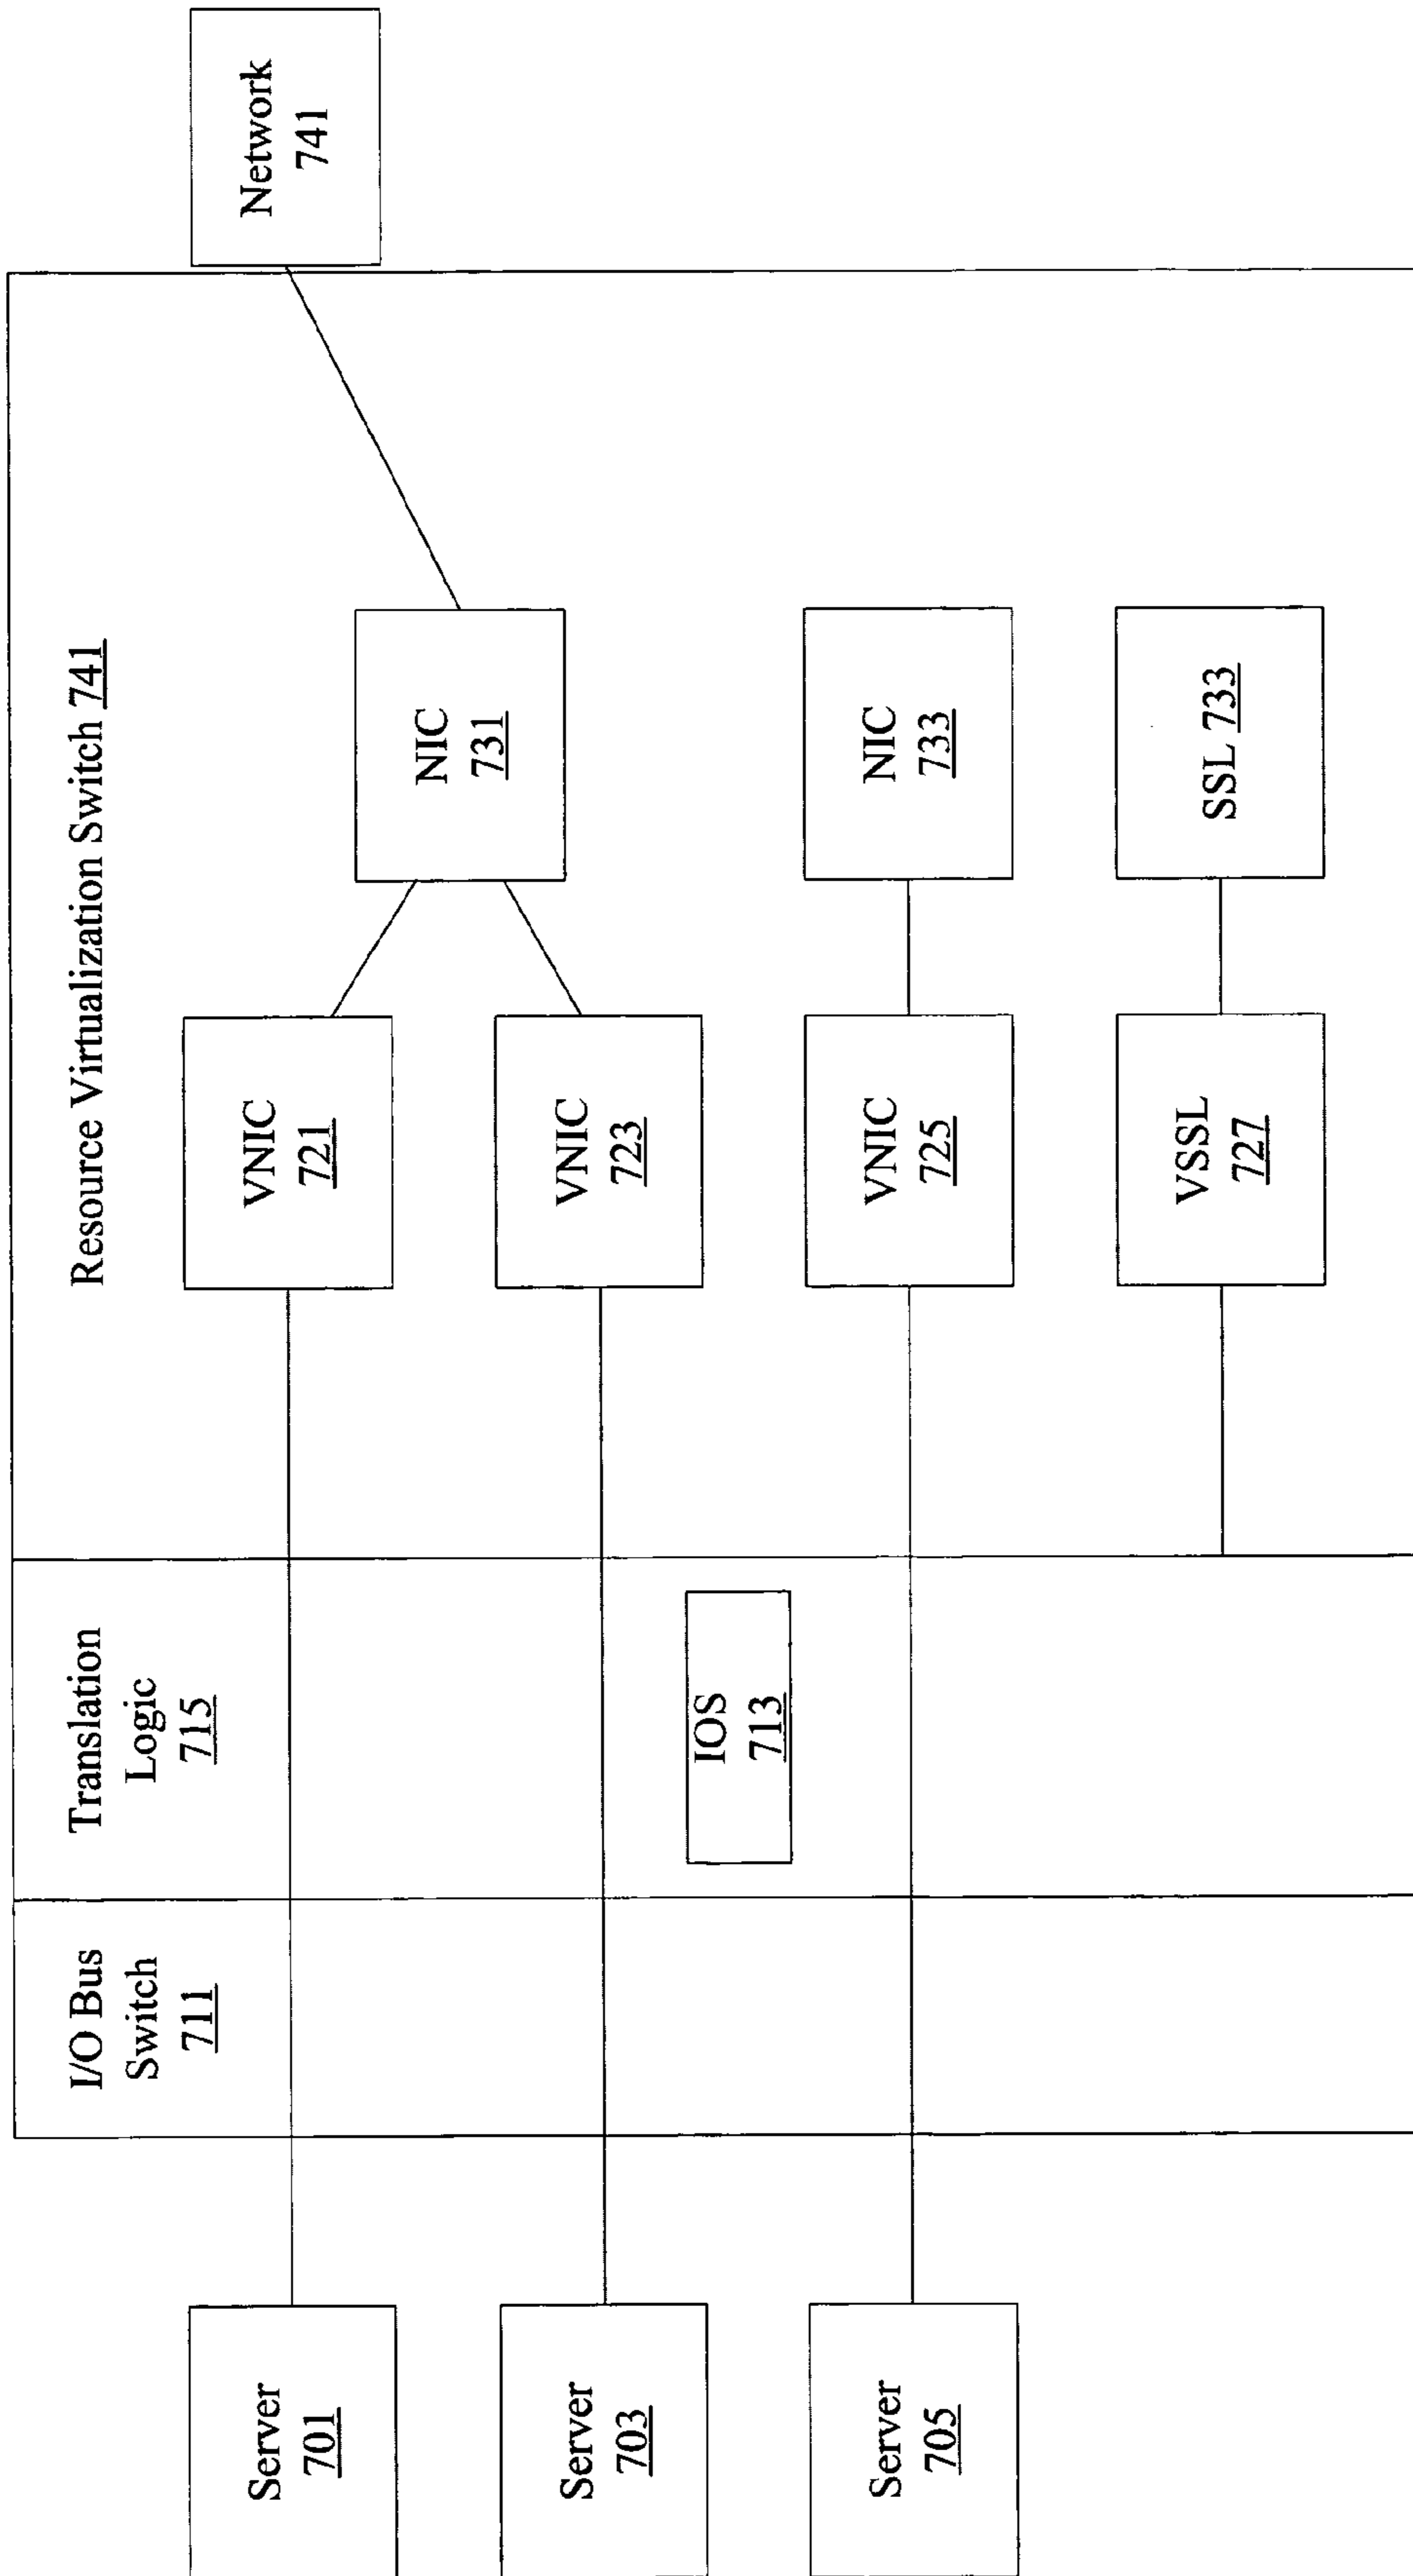 Resource Virtualization Switch 741
I/O Bus
Switch
711
Translation
Logic
715
Server
701
VNIC
721
Network
741
NIC
731
Server
703
VNIC
723
IOS
713
Server
705
VNIC
725
NIC
733
VSSL
727
SSL 733